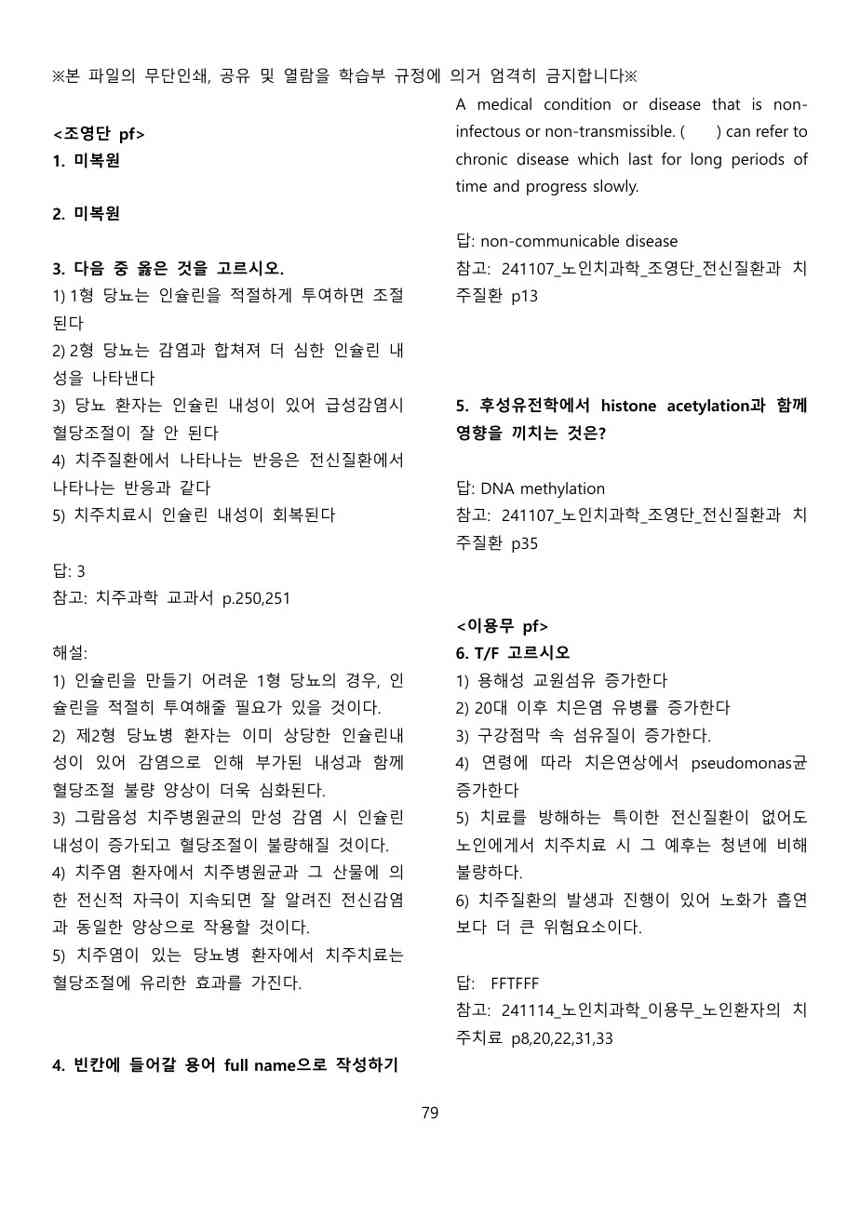 ※본 파일의 무단인쇄, 공유 및 열람을 학습부 규정에 의거 엄격히 금지합니다※
<조영단 pf>
1. 미복원
2. 미복원
3. 다음 중 옳은 것을 고르시오.
1) 1형 당뇨는 인슐린을 적절하게 투여하면 조절
된다
2) 2형 당뇨는 감염과 합쳐져 더 심한 인슐린 내
성을 나타낸다
3) 당뇨 환자는 인슐린 내성이 있어 급성감염시
혈당조절이 잘 안 된다
4) 치주질환에서 나타나는 반응은 전신질환에서
나타나는 반응과 같다
5) 치주치료시 인슐린 내성이 회복된다
답: 3
참고: 치주과학 교과서 p.250,251
해설:
1) 인슐린을 만들기 어려운 1형 당뇨의 경우, 인
슐린을 적절히 투여해줄 필요가 있을 것이다.
2) 제2형 당뇨병 환자는 이미 상당한 인슐린내
성이 있어 감염으로 인해 부가된 내성과 함께
혈당조절 불량 양상이 더욱 심화된다.
3) 그람음성 치주병원균의 만성 감염 시 인슐린
내성이 증가되고 혈당조절이 불량해질 것이다.
4) 치주염 환자에서 치주병원균과 그 산물에 의
한 전신적 자극이 지속되면 잘 알려진 전신감염
과 동일한 양상으로 작용할 것이다.
5) 치주염이 있는 당뇨병 환자에서 치주치료는
혈당조절에 유리한 효과를 가진다.
4. 빈칸에 들어갈 용어 full name으로 작성하기
A medical condition or disease that is non-
infectous or non-transmissible. (     ) can refer to
chronic disease which last for long periods of
time and progress slowly.
답: non-communicable disease
참고: 241107_노인치과학_조영단_전신질환과 치
주질환 p13
5. 후성유전학에서 histone acetylation과 함께
영향을 끼치는 것은?
답: DNA methylation
참고: 241107_노인치과학_조영단_전신질환과 치
주질환 p35
<이용무 pf>
6. T/F 고르시오
1) 용해성 교원섬유 증가한다
2) 20대 이후 치은염 유병률 증가한다
3) 구강점막 속 섬유질이 증가한다.
4) 연령에 따라 치은연상에서 pseudomonas균
증가한다
5) 치료를 방해하는 특이한 전신질환이 없어도
노인에게서 치주치료 시 그 예후는 청년에 비해
불량하다.
6) 치주질환의 발생과 진행이 있어 노화가 흡연
보다 더 큰 위험요소이다.
답: FFTFFF
참고: 241114_노인치과학_이용무_노인환자의 치
주치료 p8,20,22,31,33
79